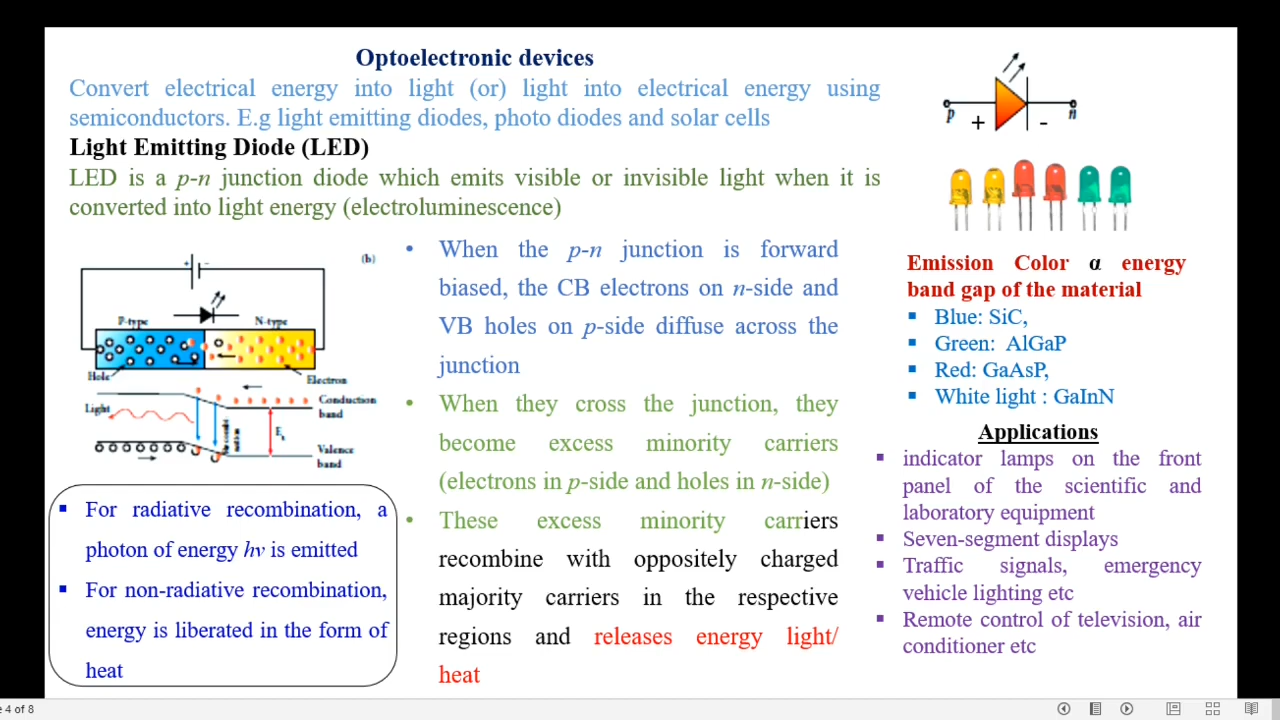 Optoelectronic devices
Convert electrical energy into light (or) light into electrical energy using
semiconductors. E.g light emitting diodes, photo diodes and solar cells
Light Emitting Diode (LED)
LED is a p-n junction diode which emits visible or invisible light when it is
converted into light energy (electroluminescence)
p
n
+
-
+
-
(b)
P-type
N-type
Hole
Electron
Light
Conduction
band
Valence
band
• When the p-n junction is forward
biased, the CB electrons on n-side and
VB holes on p-side diffuse across the
junction
• When they cross the junction, they
become excess minority carriers
(electrons in p-side and holes in n-side)
• These excess minority carriers
recombine with oppositely charged
majority carriers in the respective
regions and releases energy light/
heat
▪ For radiative recombination, a
photon of energy hν is emitted
▪ For non-radiative recombination,
energy is liberated in the form of
heat
Emission Color α energy
band gap of the material
▪ Blue: SiC,
▪ Green: AlGaP
▪ Red: GaAsP,
▪ White light : GaInN
Applications
▪ indicator lamps on the front
panel of the scientific and
laboratory equipment
▪ Seven-segment displays
▪ Traffic signals, emergency
vehicle lighting etc
▪ Remote control of television, air
conditioner etc
4 of 8